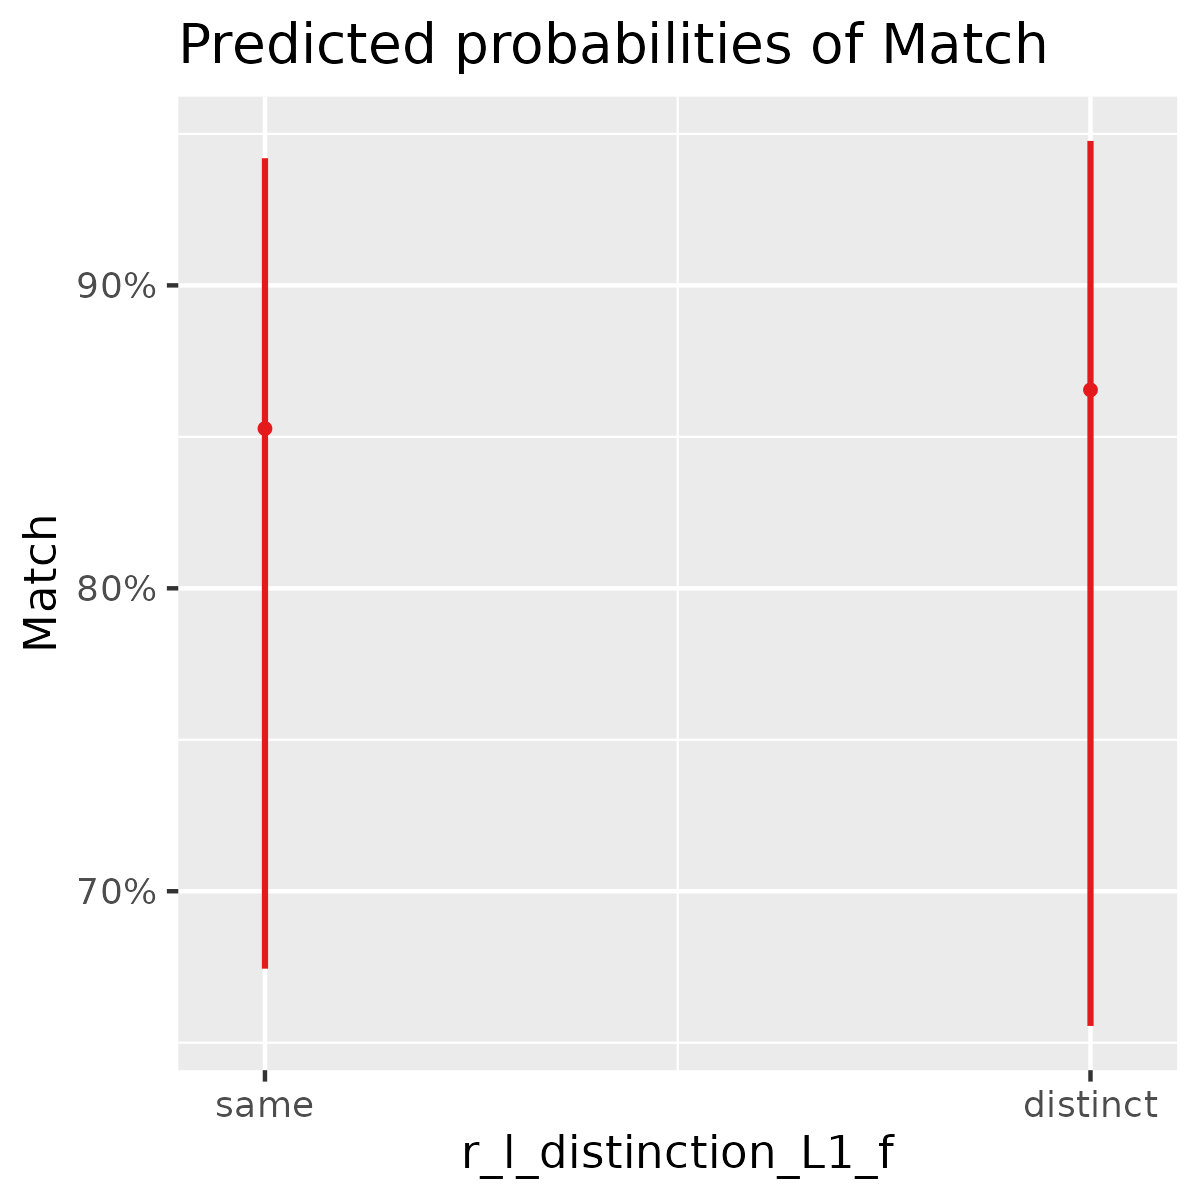 Predicted probabilities of Match
Match
90%
80%
70%
same distinct
r_l_distinction_L1_f